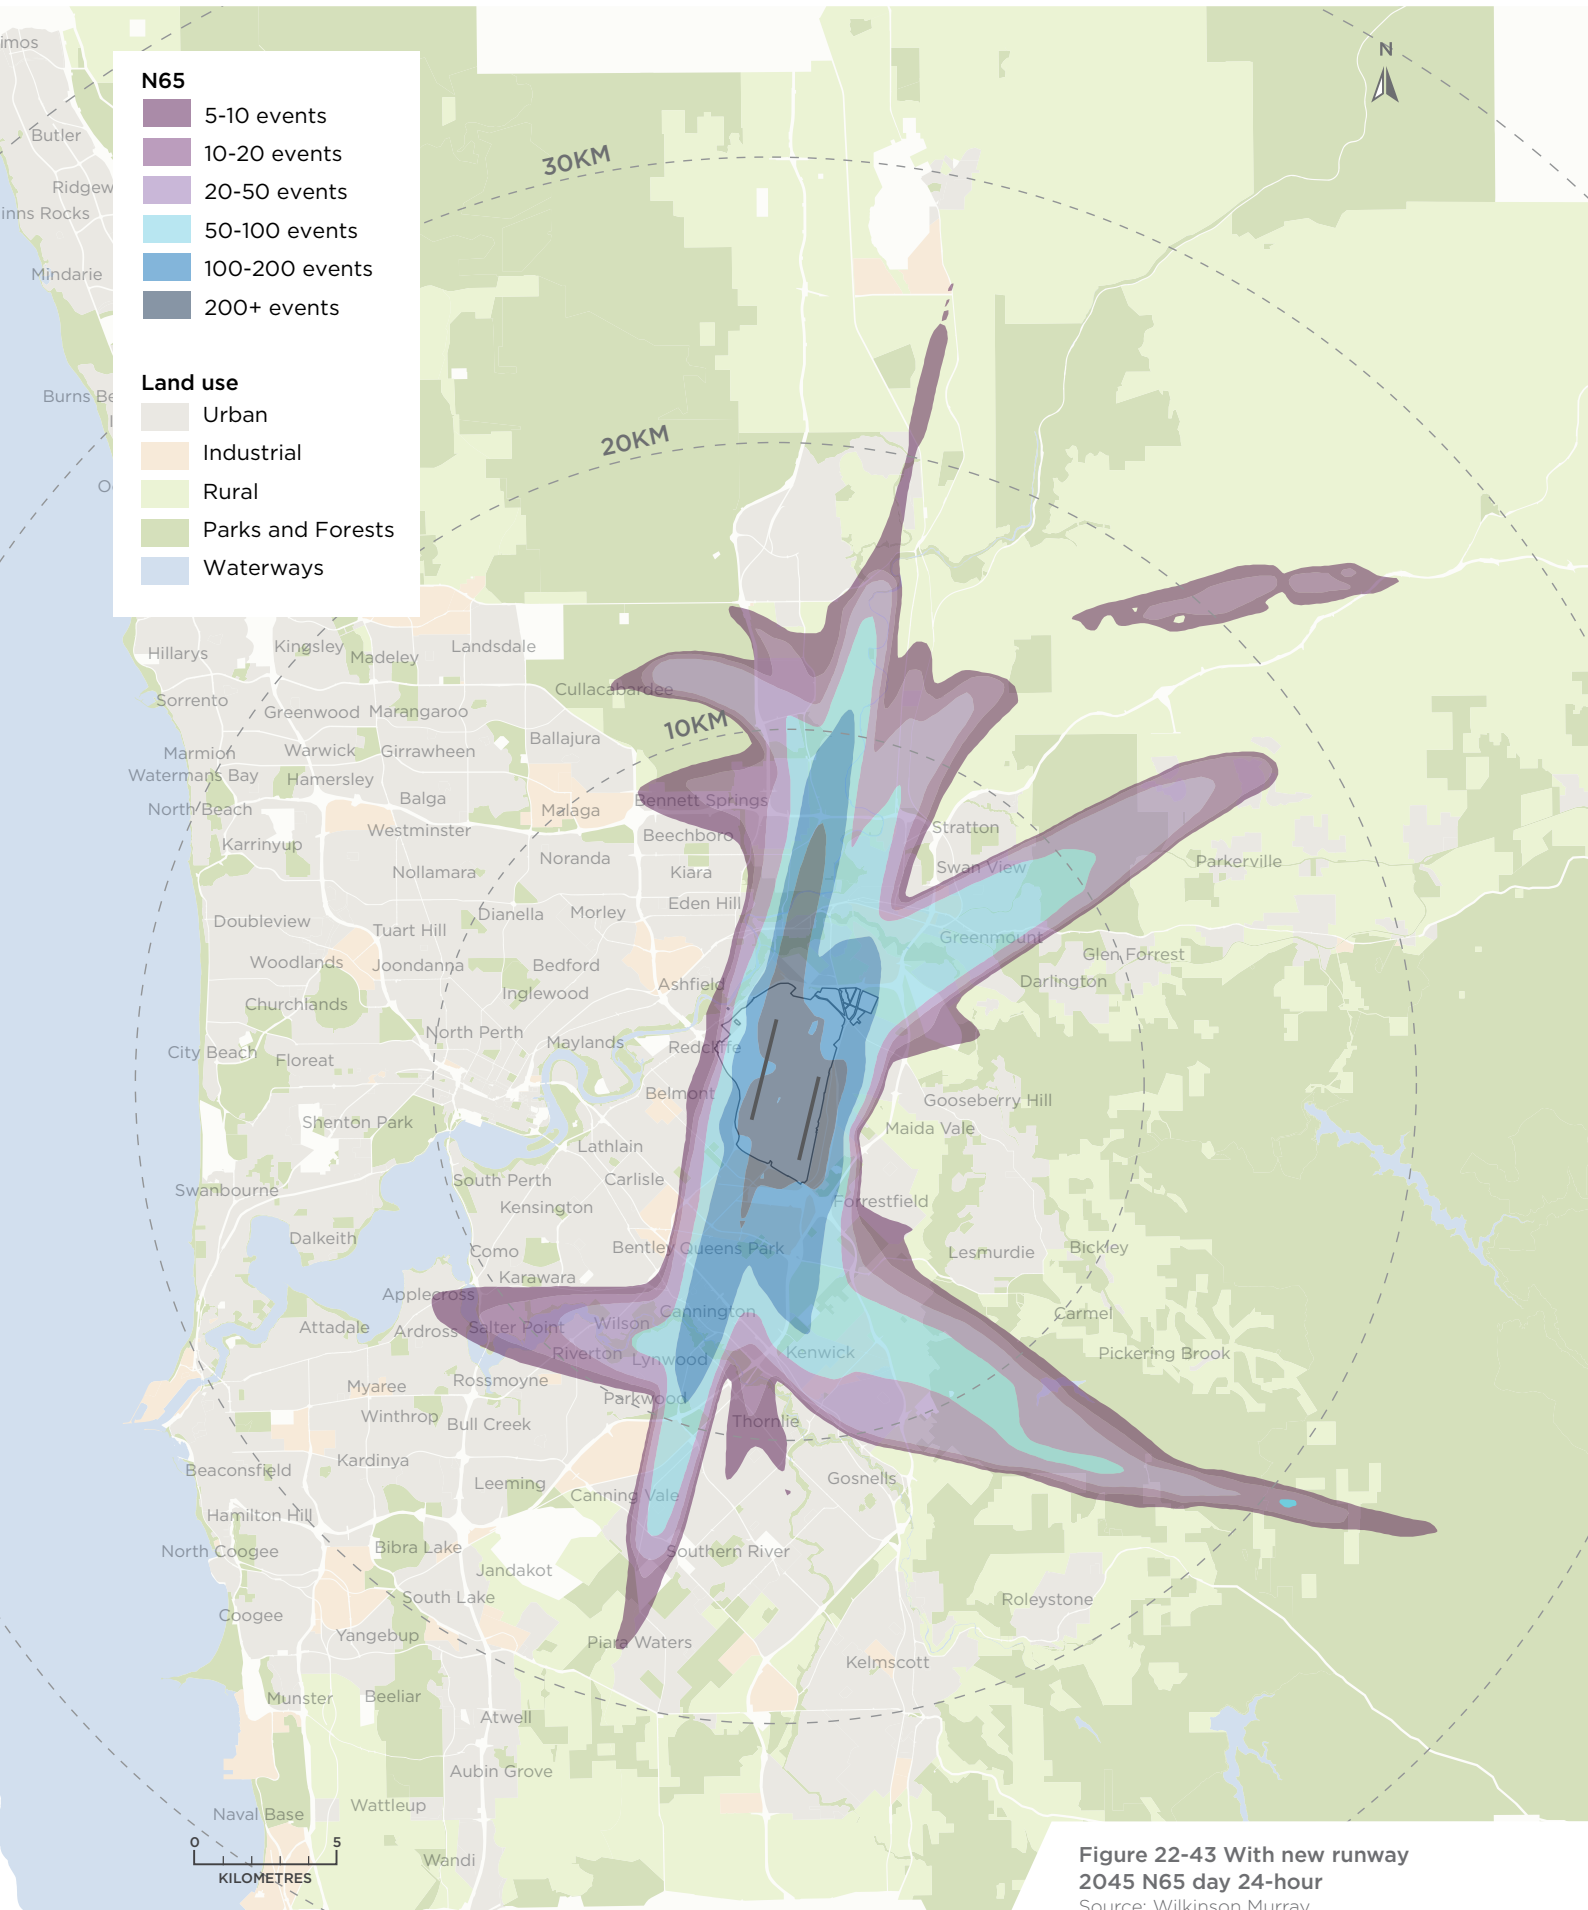 N
N65
5-10 events
10-20 events
20-50 events
50-100 events
100-200 events
200+ events
Land use
Urban
Industrial
Rural
Parks and Forests
Waterways
30KM
20KM
10KM
imos
Butler
Ridgew
inns Rocks
Mindarie
Burns Be
Hillarys
Kingsley
Madeley
Landsdale
Cullacabardee
Sorrento
Greenwood
Marangaroo
Ballajura
Marmion
Warwick
Girrawheen
Watermans Bay
Hamersley
North Beach
Balga
Malaga
Bennett Springs
Karrinyup
Westminster
Beechboro
Stratton
Noranda
Nollamara
Kiara
Swan View
Parkerville
Doubleview
Dianella
Morley
Eden Hill
Tuart Hill
Greenmount
Woodlands
Joondanna
Bedford
Glen Forrest
Churchlands
Inglewood
Ashfield
Darlington
North Perth
Maylands
Redcliffe
City Beach
Floreat
Belmont
Gooseberry Hill
Shenton Park
Lathlain
Maida Vale
Swanbourne
South Perth
Carlisle
Kensington
Forrestfield
Dalkeith
Como
Bentley
Queens Park
Lesmurdie
Bickley
Karawara
Applecross
Cannington
Carmel
Attadale
Ardross
Salter Point
Wilson
Riverton
Lynwood
Kenwick
Pickering Brook
Myaree
Rossmoyne
Parkwood
Winthrop
Bull Creek
Thornlie
Beaconsfield
Kardinya
Leeming
Canning Vale
Gosnells
Hamilton Hill
North Coogee
Bibra Lake
Jandakot
Southern River
South Lake
Roleystone
Coogee
Yangebup
Piara Waters
Kelmscott
Munster
Beeliar
Atwell
Aubin Grove
Naval Base
Wattleup
Wandi
0 5
KILOMETRES
Figure 22-43 With new runway
2045 N65 day 24-hour
Source: Wilkinson Murray